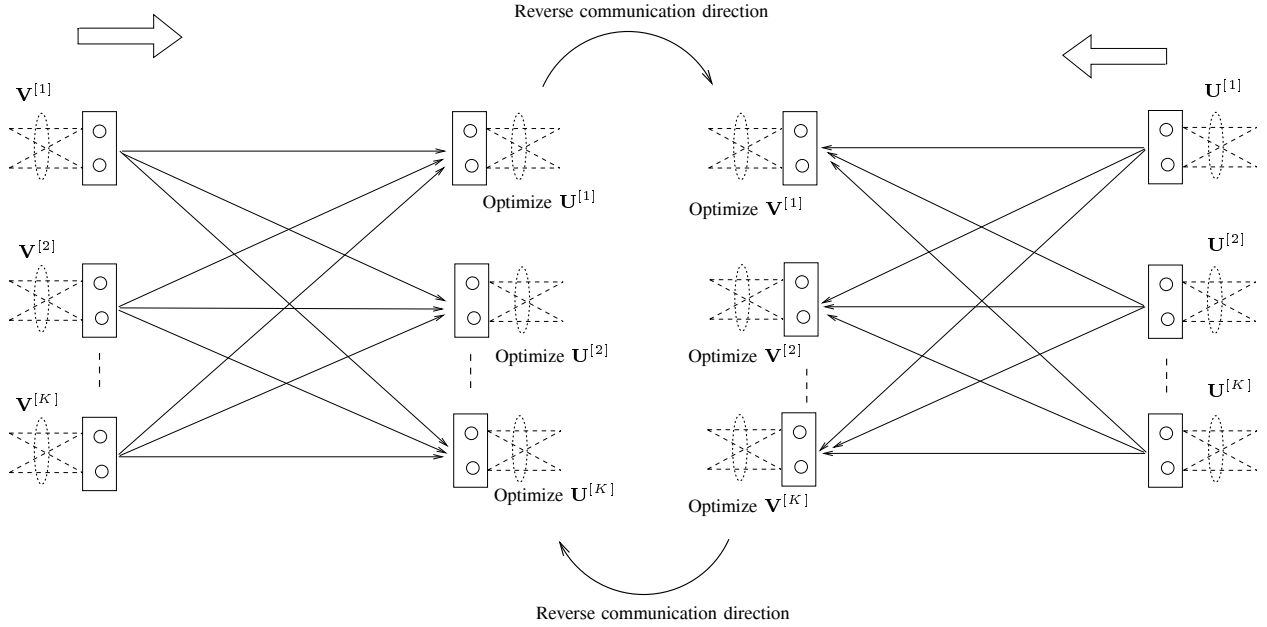 Reverse communication direction
V[1]
U[1]
Optimize U[1]
Optimize V[1]
V[2]
U[2]
Optimize U[2]
Optimize V[2]
V[K]
U[K]
Optimize U[K]
Optimize V[K]
Reverse communication direction